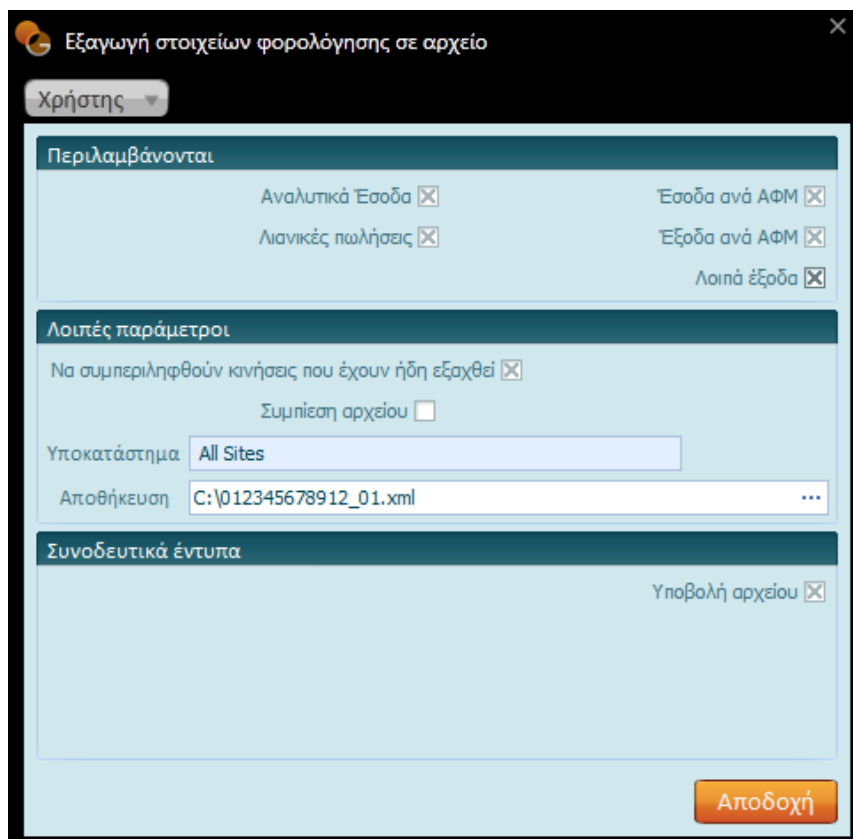 Εξαγωγή στοιχείων φορολόγησης σε αρχείο
Χρήστης
Περιλαμβάνονται
Αναλυτικά Έσοδα Έσοδα ανά ΑΦΜ
Λιανικές πωλήσεις Έξοδα ανά ΑΦΜ
Λοιπά έξοδα
Λοιπές παράμετροι
Να συμπεριληφθούν κινήσεις που έχουν ήδη εξαχθεί
Συμπίεση αρχείου
Υποκατάστημα All Sites
Αποθήκευση C:\012345678912_01.xml ...
Συνοδευτικά έντυπα
Υποβολή αρχείου
Αποδοχή